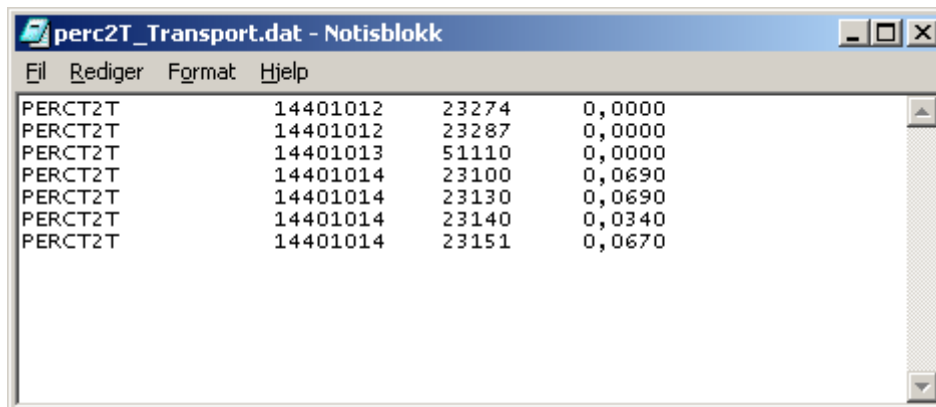 perc2T_Transport.dat - Notisblokk
Fil Rediger Format Hjelp
PERCT2T 14401012 23274 0,0000
PERCT2T 14401012 23287 0,0000
PERCT2T 14401013 51110 0,0000
PERCT2T 14401014 23100 0,0690
PERCT2T 14401014 23130 0,0690
PERCT2T 14401014 23140 0,0340
PERCT2T 14401014 23151 0,0670